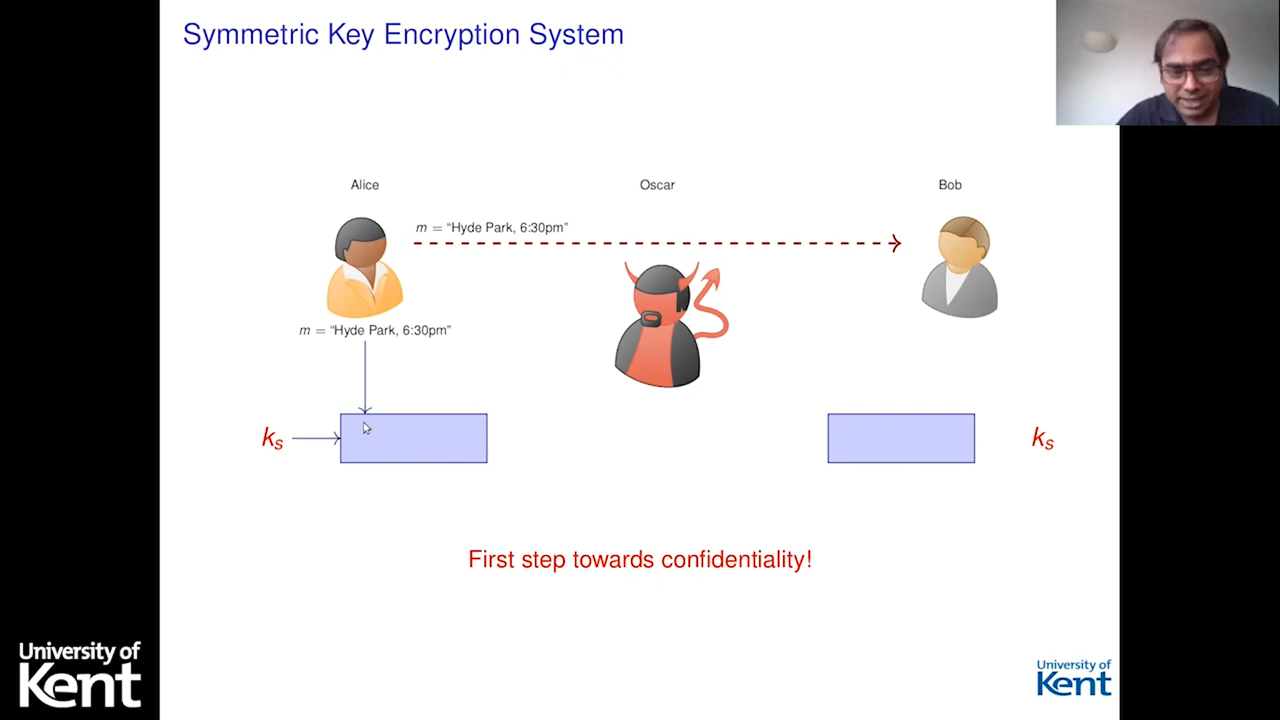 Symmetric Key Encryption System
Alice
Oscar
Bob
m = “Hyde Park, 6:30pm”
m = “Hyde Park, 6:30pm”
kₛ
kₛ
First step towards confidentiality!
University of
Kent
University of
Kent